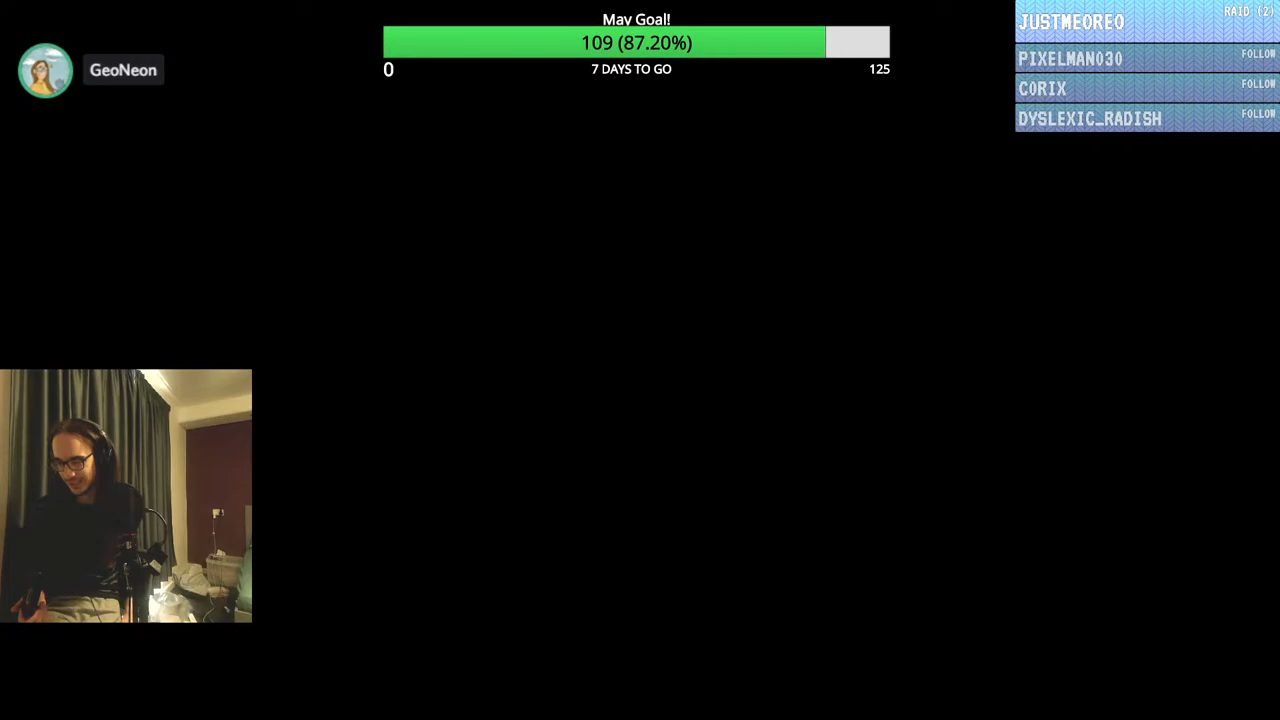 May Goal!
109 (87.20%)
0
7 DAYS TO GO
125
GeoNeon
JUSTMEOREO
RAID (2)
PIXELMAN030
FOLLOW
C0RIX
FOLLOW
DYSLEXIC_RADISH
FOLLOW